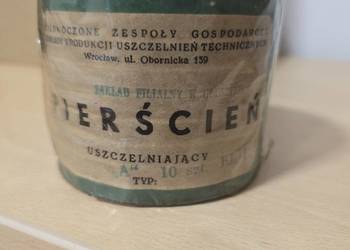 ZESPOŁY GOSPODARCZE
PRODUKCJI USZCZELNIEŃ TECHNICZNYCH
Wrocław, ul. Obornicka 159
ZAKŁAD FILIALNY
PIERŚCIEŃ
USZCZELNIAJĄCY
„A" 10 szt.
TYP: